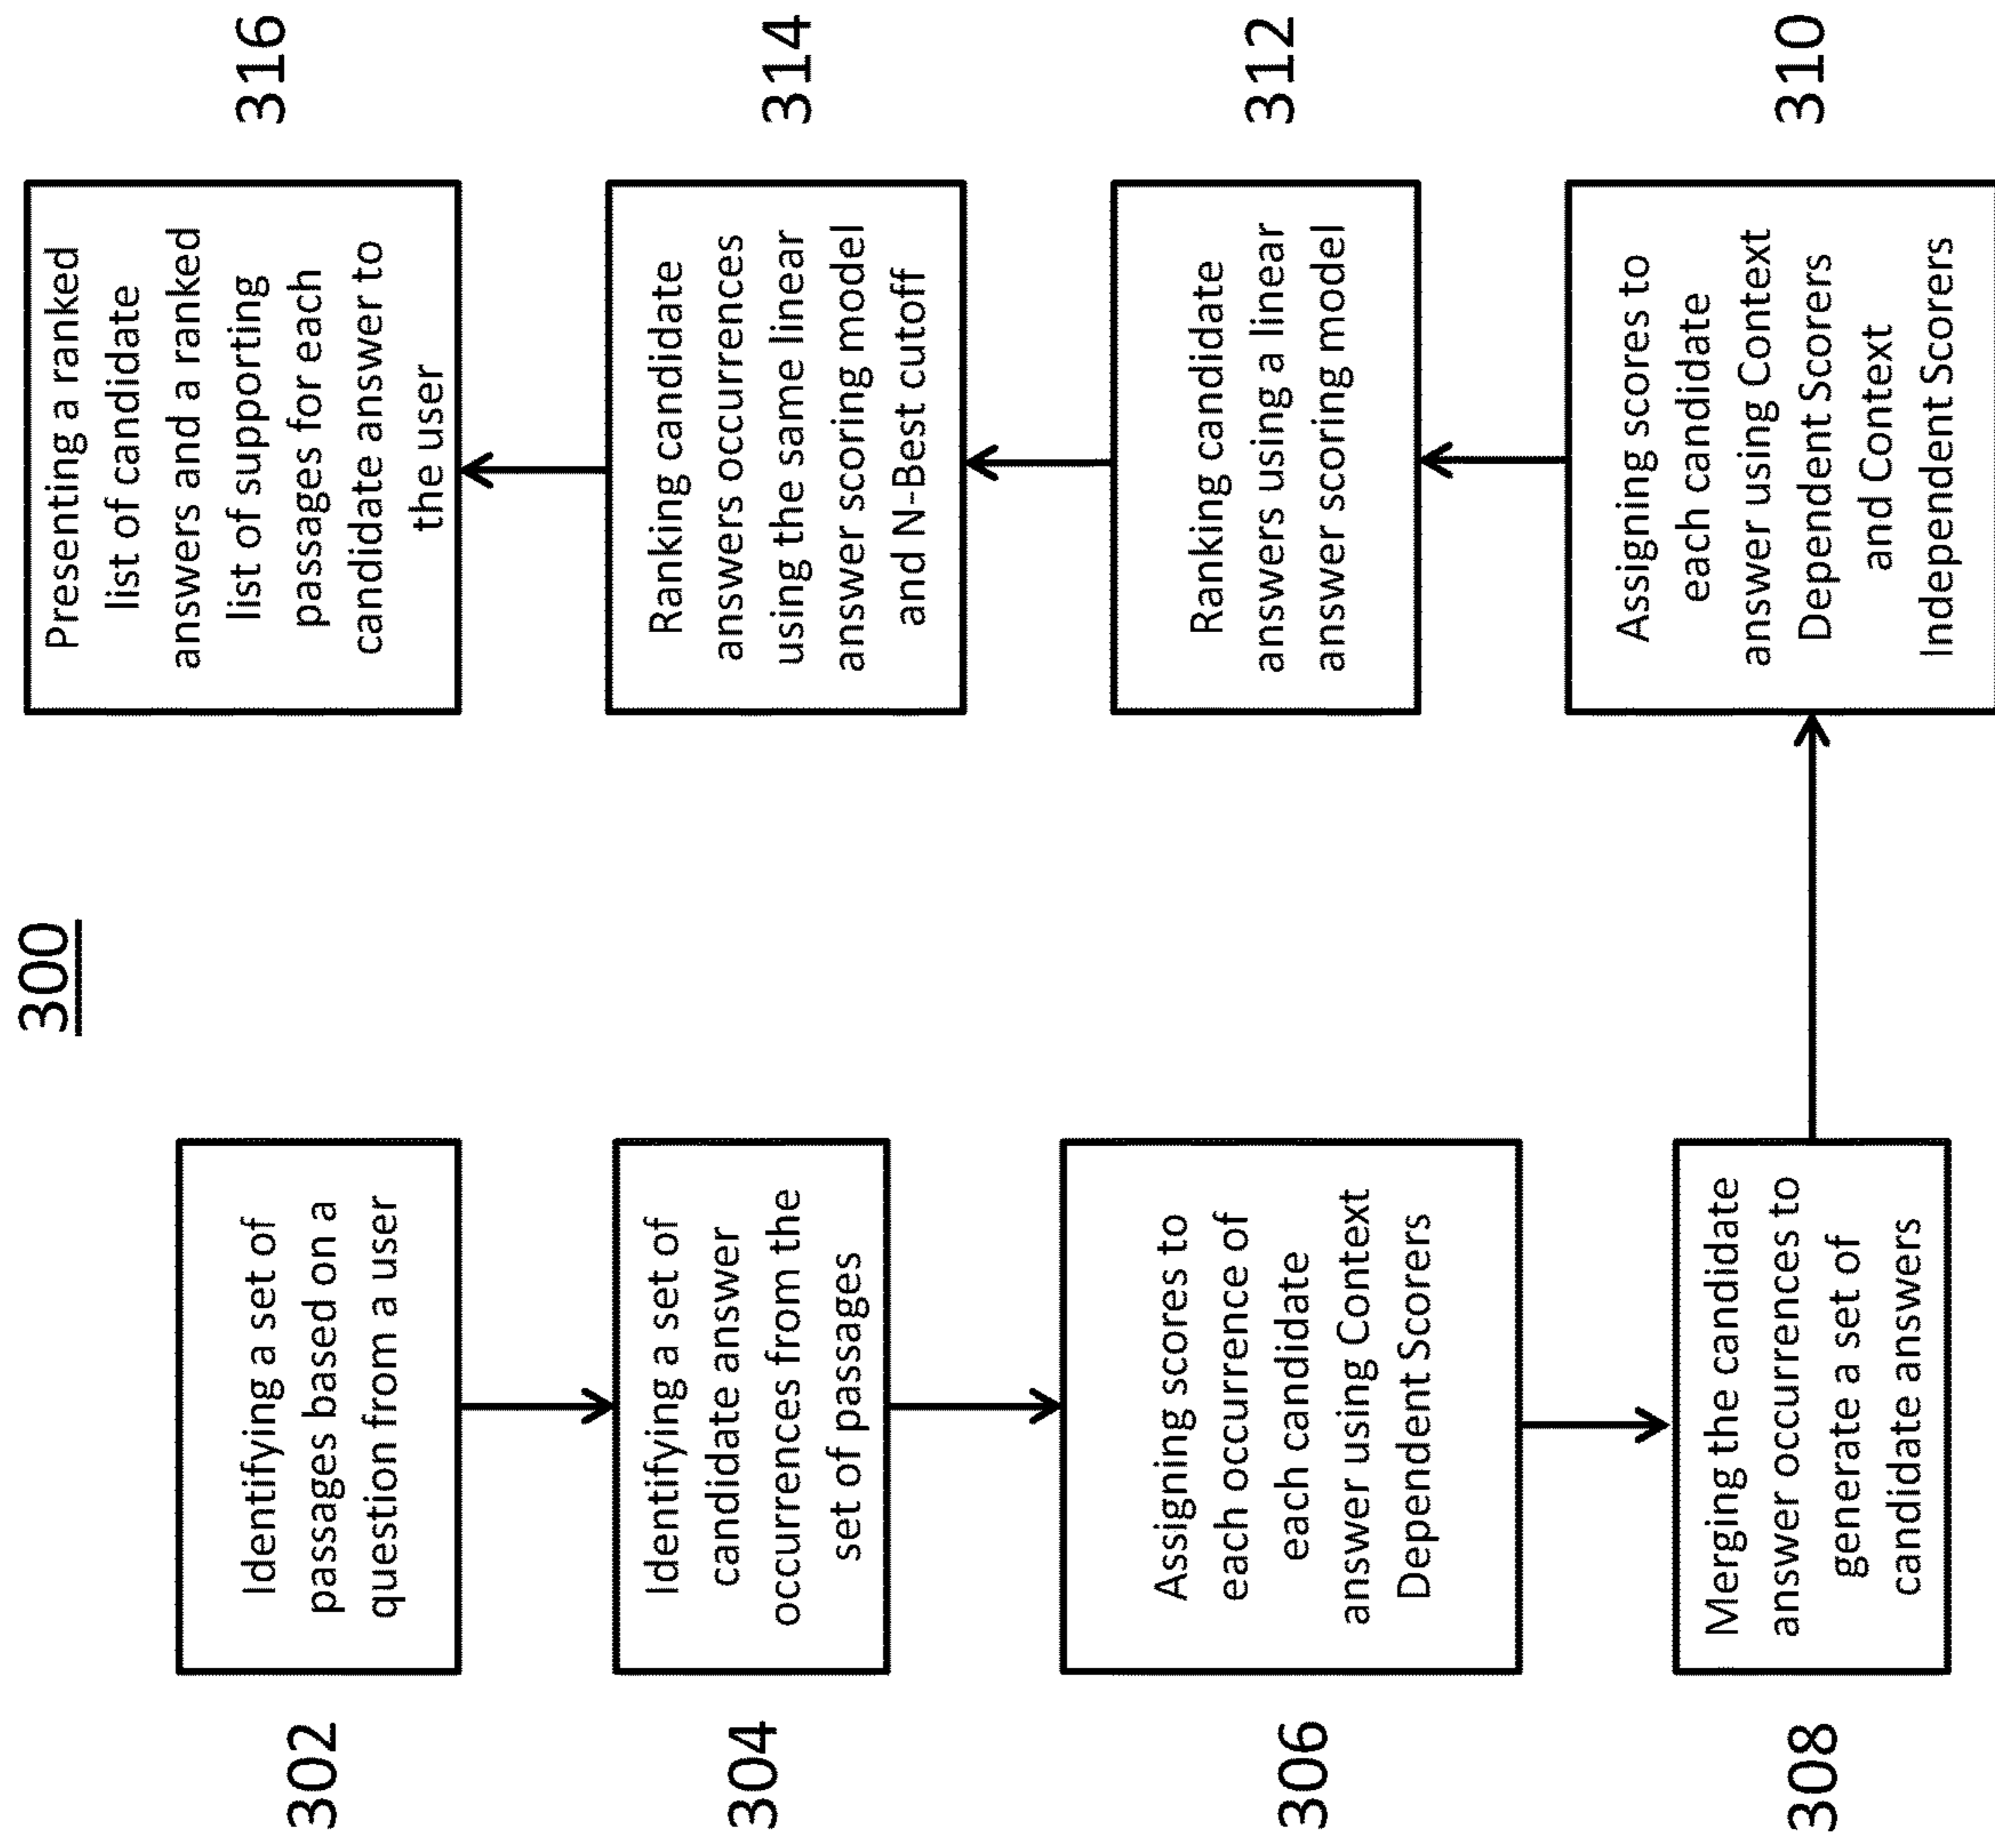 300
302
Identifying a set of
passages based on a
question from a user
304
Identifying a set of
candidate answer
occurrences from the
set of passages
306
Assigning scores to
each occurrence of
each candidate
answer using Context
Dependent Scorers
308
Merging the candidate
answer occurrences to
generate a set of
candidate answers
310
Assigning scores to
each candidate
answer using Context
Dependent Scorers
and Context
Independent Scorers
312
Ranking candidate
answers using a linear
answer scoring model
314
Ranking candidate
answers occurrences
using the same linear
answer scoring model
and N-Best cutoff
316
Presenting a ranked
list of candidate
answers and a ranked
list of supporting
passages for each
candidate answer to
the user